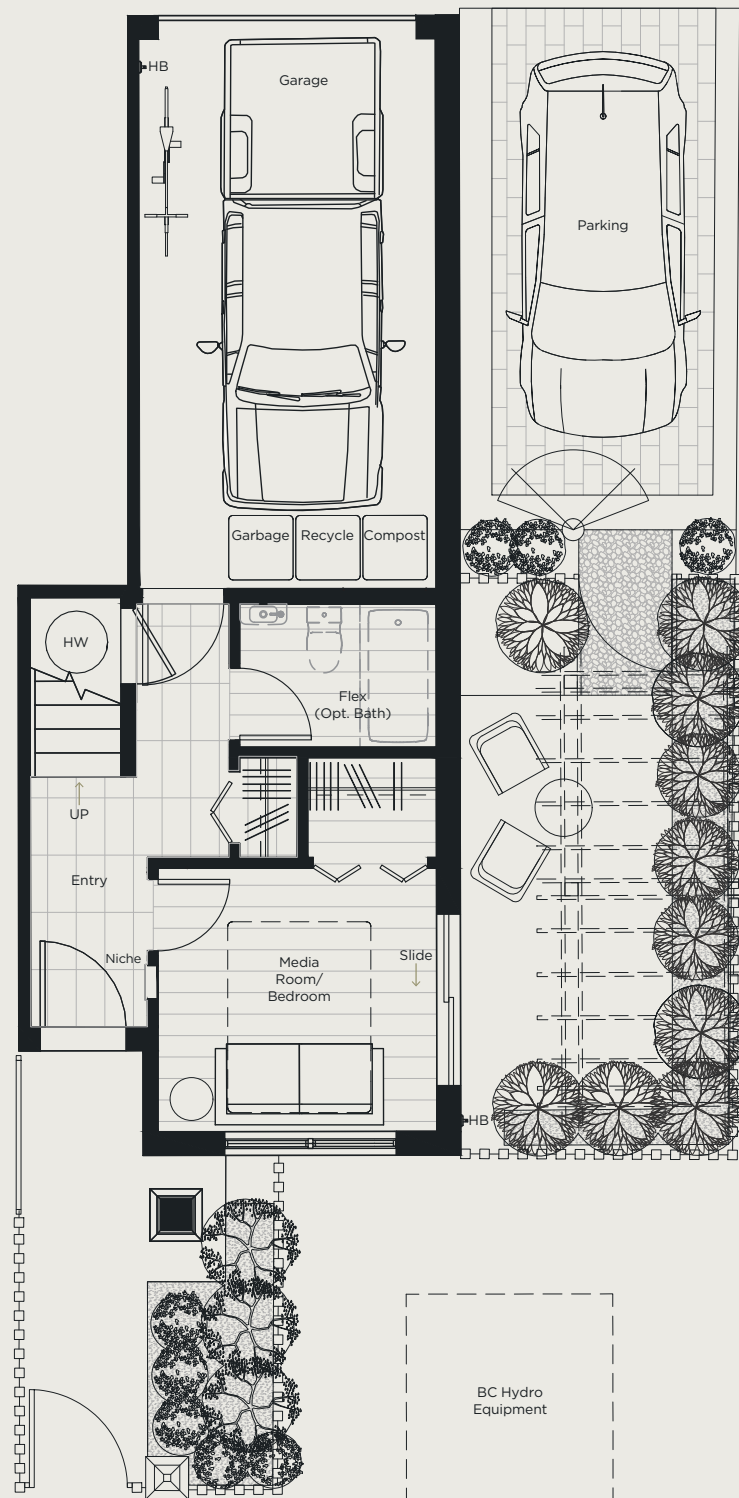 HB
Garage
Parking
Garbage Recycle Compost
HW
Flex
(Opt. Bath)
UP
Entry
Niche
Media
Room/
Bedroom
Slide
HB
BC Hydro
Equipment